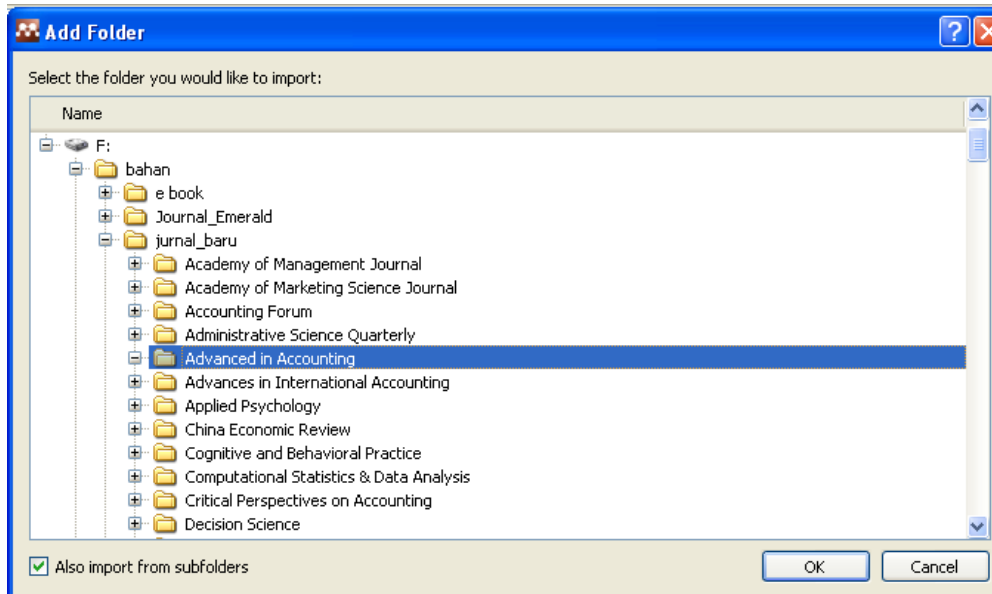 Add Folder
Select the folder you would like to import:
Name
F:
bahan
e book
Journal_Emerald
jurnal_baru
Academy of Management Journal
Academy of Marketing Science Journal
Accounting Forum
Administrative Science Quarterly
Advanced in Accounting
Advances in International Accounting
Applied Psychology
China Economic Review
Cognitive and Behavioral Practice
Computational Statistics & Data Analysis
Critical Perspectives on Accounting
Decision Science
Also import from subfolders
OK Cancel